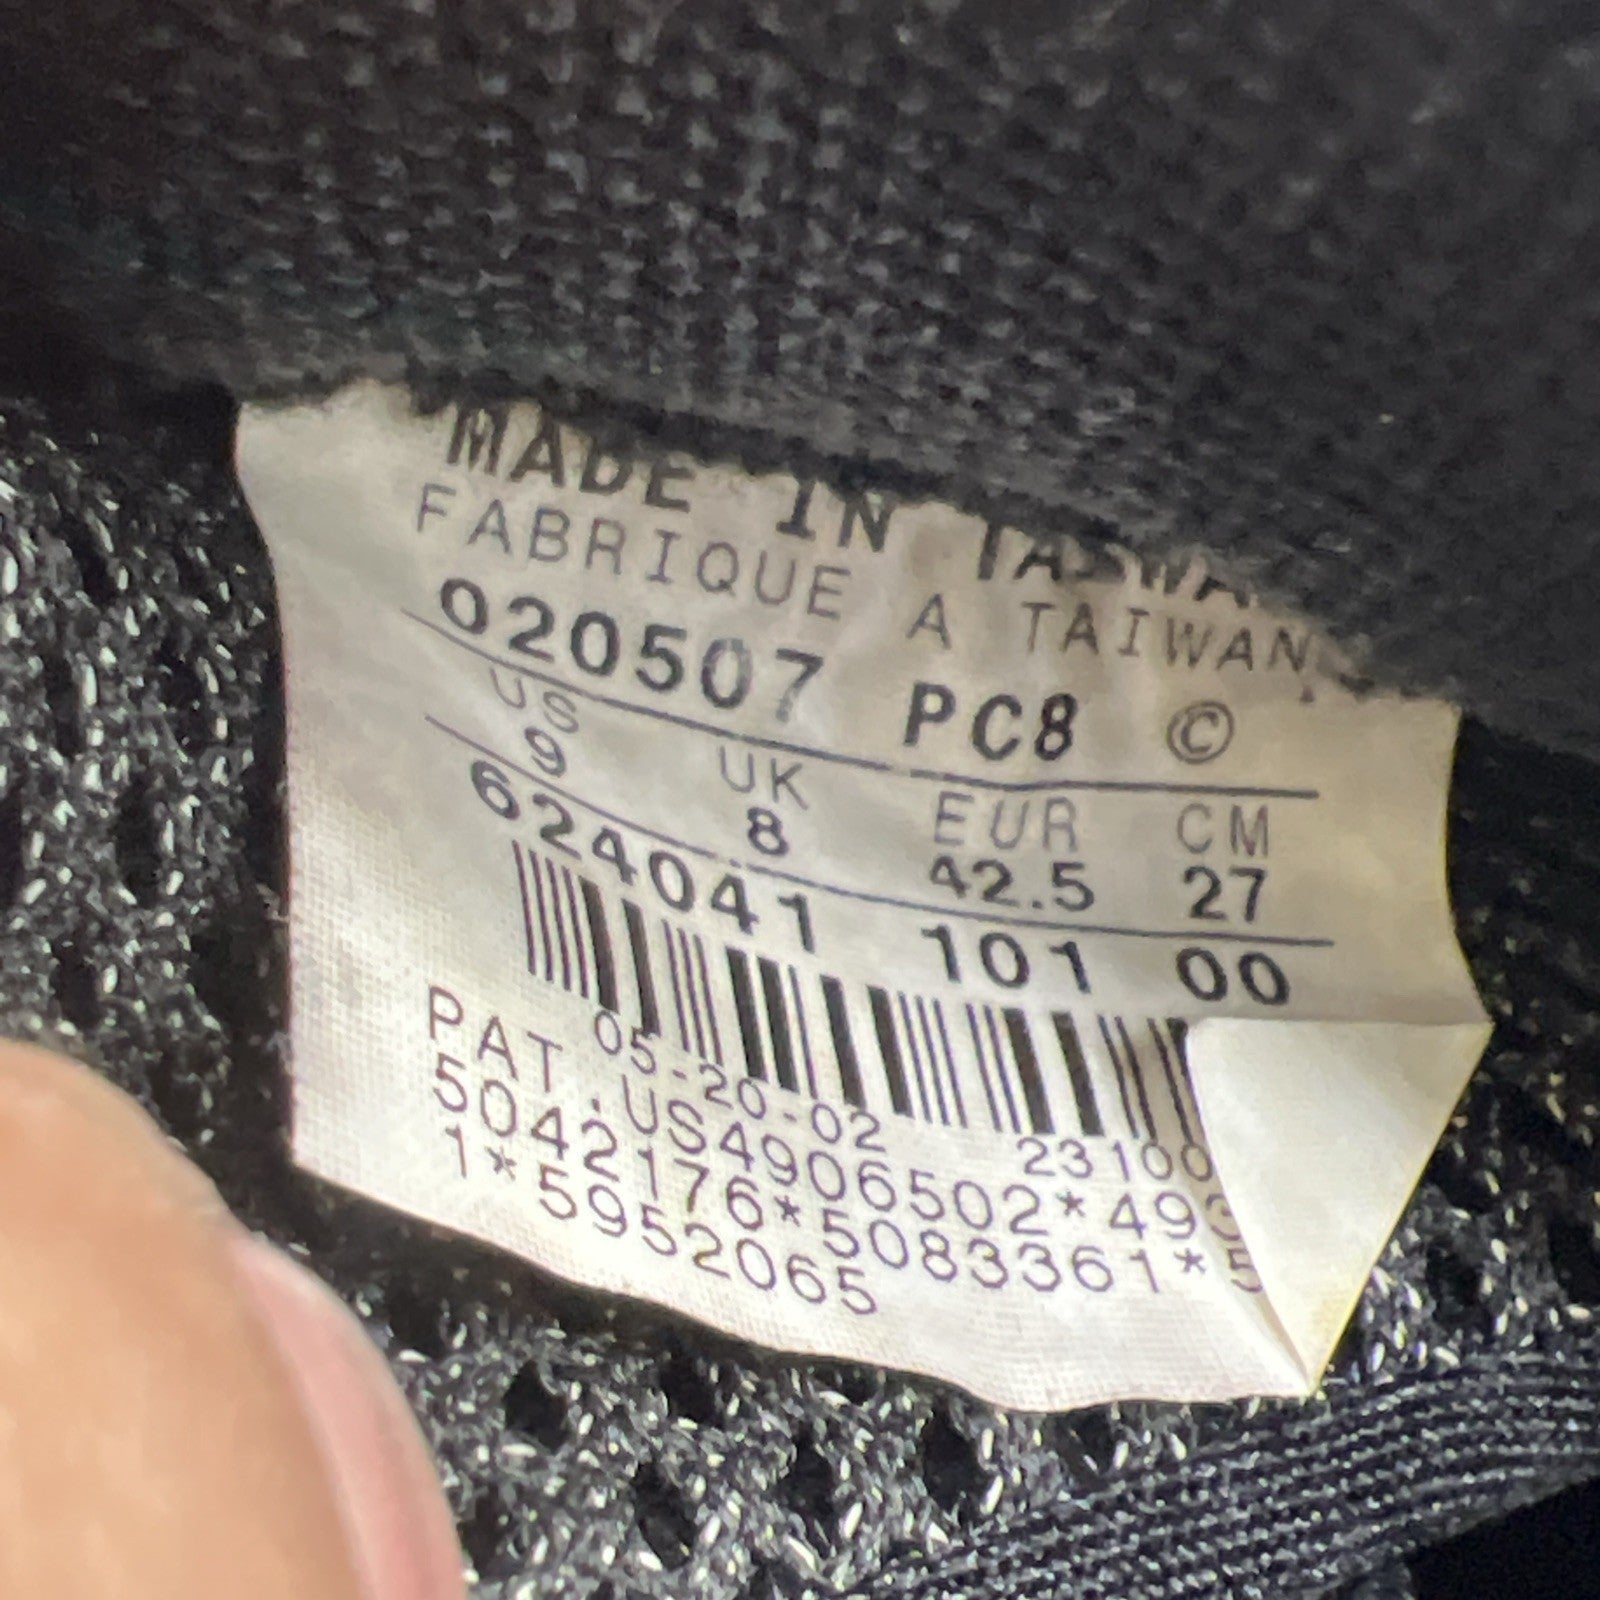 MADE IN TAIWAN
FABRIQUE A TAIWAN
020507 PC8 ©
US UK EUR CM
9 8 42.5 27
624041 101 00
05.20.02 23100
PAT.US4906502*493
5042176*5083361*5
1*5952065